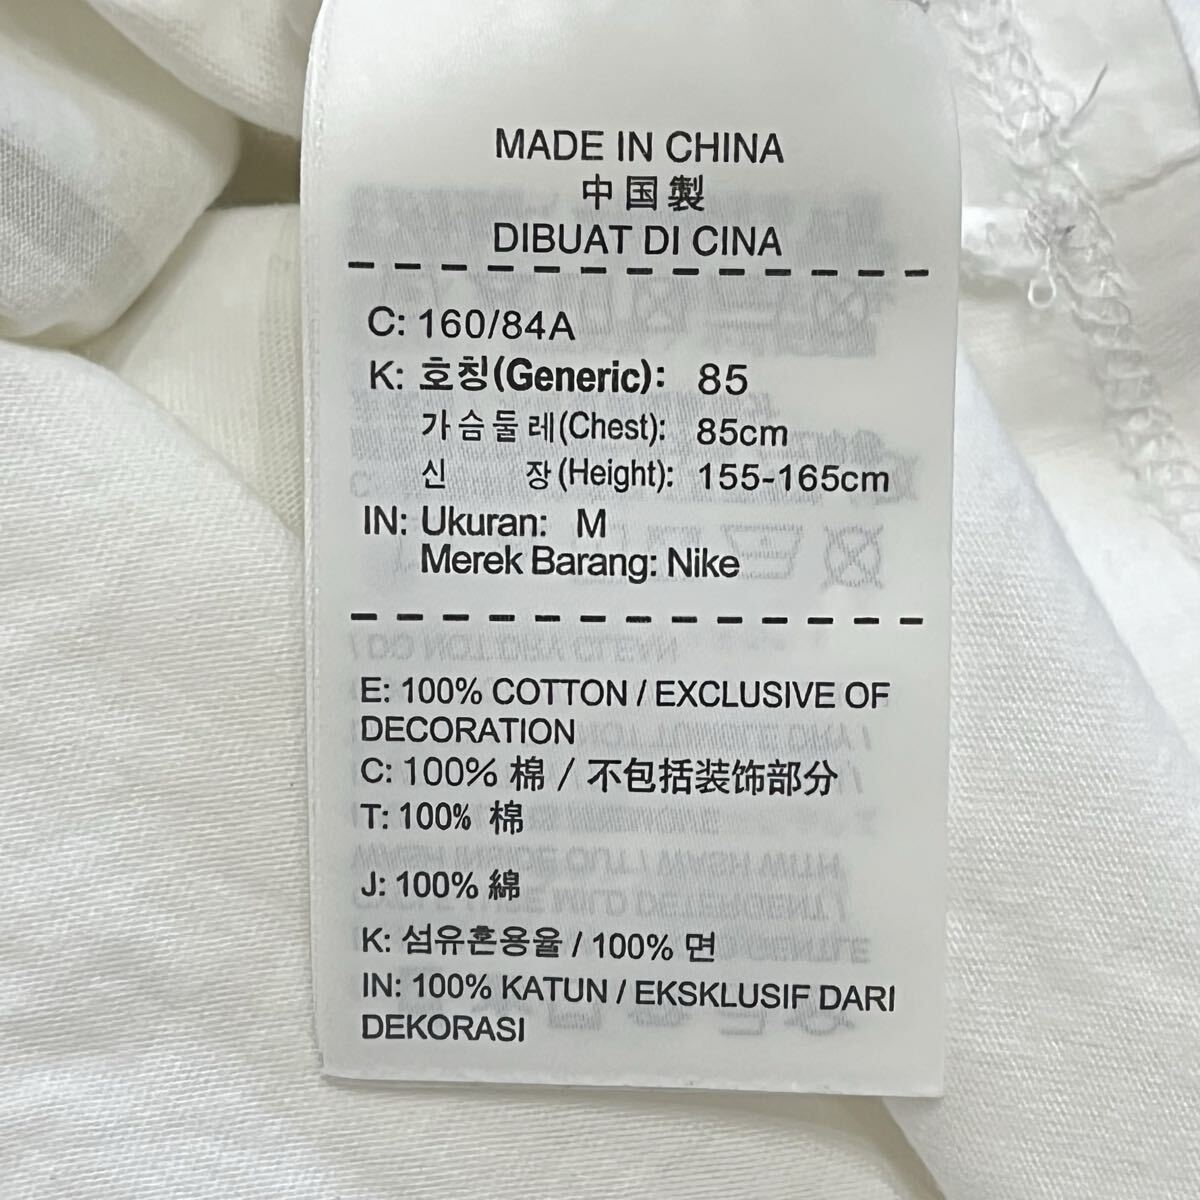 MADE IN CHINA
中国製
DIBUAT DI CINA
C: 160/84A
K: 호칭(Generic): 85
가슴둘레(Chest): 85cm
신 장(Height): 155-165cm
IN: Ukuran: M
Merek Barang: Nike
E: 100% COTTON / EXCLUSIVE OF
DECORATION
C: 100% 棉 / 不包括装饰部分
T: 100% 棉
J: 100% 綿
K: 섬유혼용율 / 100% 면
IN: 100% KATUN / EKSKLUSIF DARI
DEKORASI